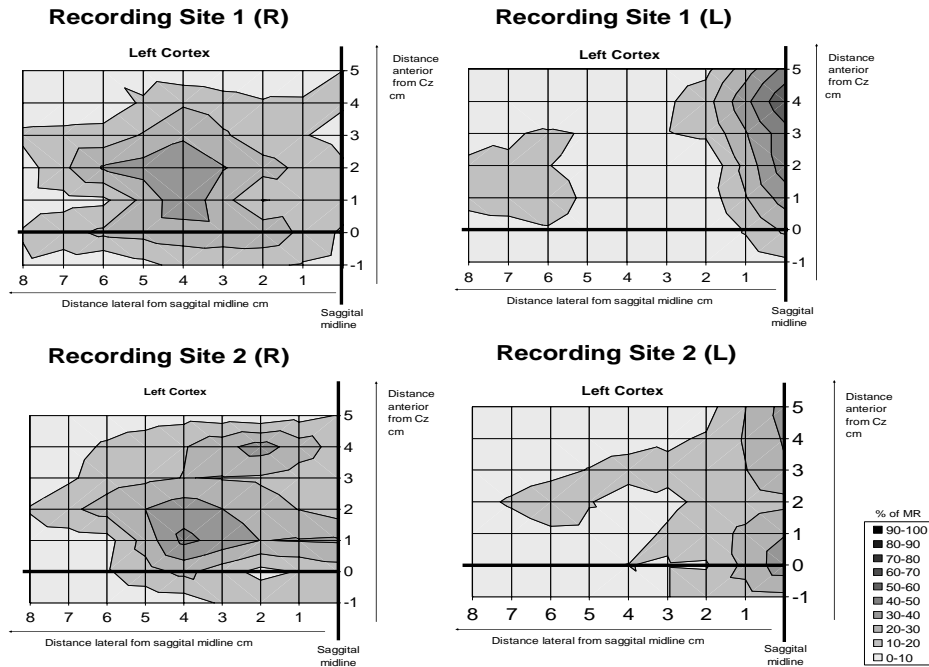 Recording Site 1 (R)
Left Cortex
Distance
anterior
from Cz
cm
5
4
3
2
1
0
-1
8 7 6 5 4 3 2 1
Distance lateral fom saggital midline cm
Saggital
midline
Recording Site 1 (L)
Left Cortex
Distance
anterior
from Cz
cm
5
4
3
2
1
0
-1
8 7 6 5 4 3 2 1
Distance lateral fom saggital midline cm
Saggital
midline
Recording Site 2 (R)
Left Cortex
Distance
anterior
from Cz
cm
5
4
3
2
1
0
-1
8 7 6 5 4 3 2 1
Distance lateral fom saggital midline cm
Saggital
midline
Recording Site 2 (L)
Left Cortex
Distance
anterior
from Cz
cm
5
4
3
2
1
0
-1
8 7 6 5 4 3 2 1
Distance lateral fom saggital midline cm
Saggital
midline
% of MR
90-100
80-90
70-80
60-70
50-60
40-50
30-40
20-30
10-20
0-10